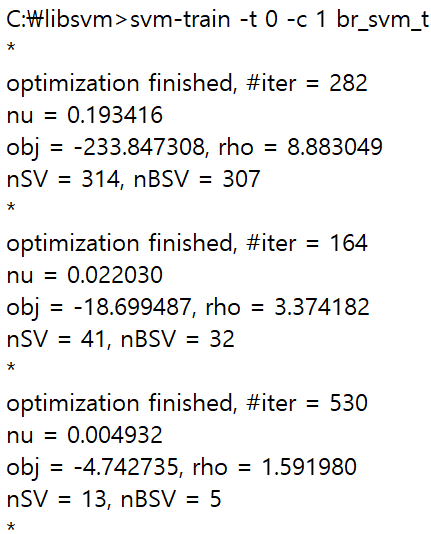 C:₩libsvm>svm-train -t 0 -c 1 br_svm_t
*
optimization finished, #iter = 282
nu = 0.193416
obj = -233.847308, rho = 8.883049
nSV = 314, nBSV = 307
*
optimization finished, #iter = 164
nu = 0.022030
obj = -18.699487, rho = 3.374182
nSV = 41, nBSV = 32
*
optimization finished, #iter = 530
nu = 0.004932
obj = -4.742735, rho = 1.591980
nSV = 13, nBSV = 5
*